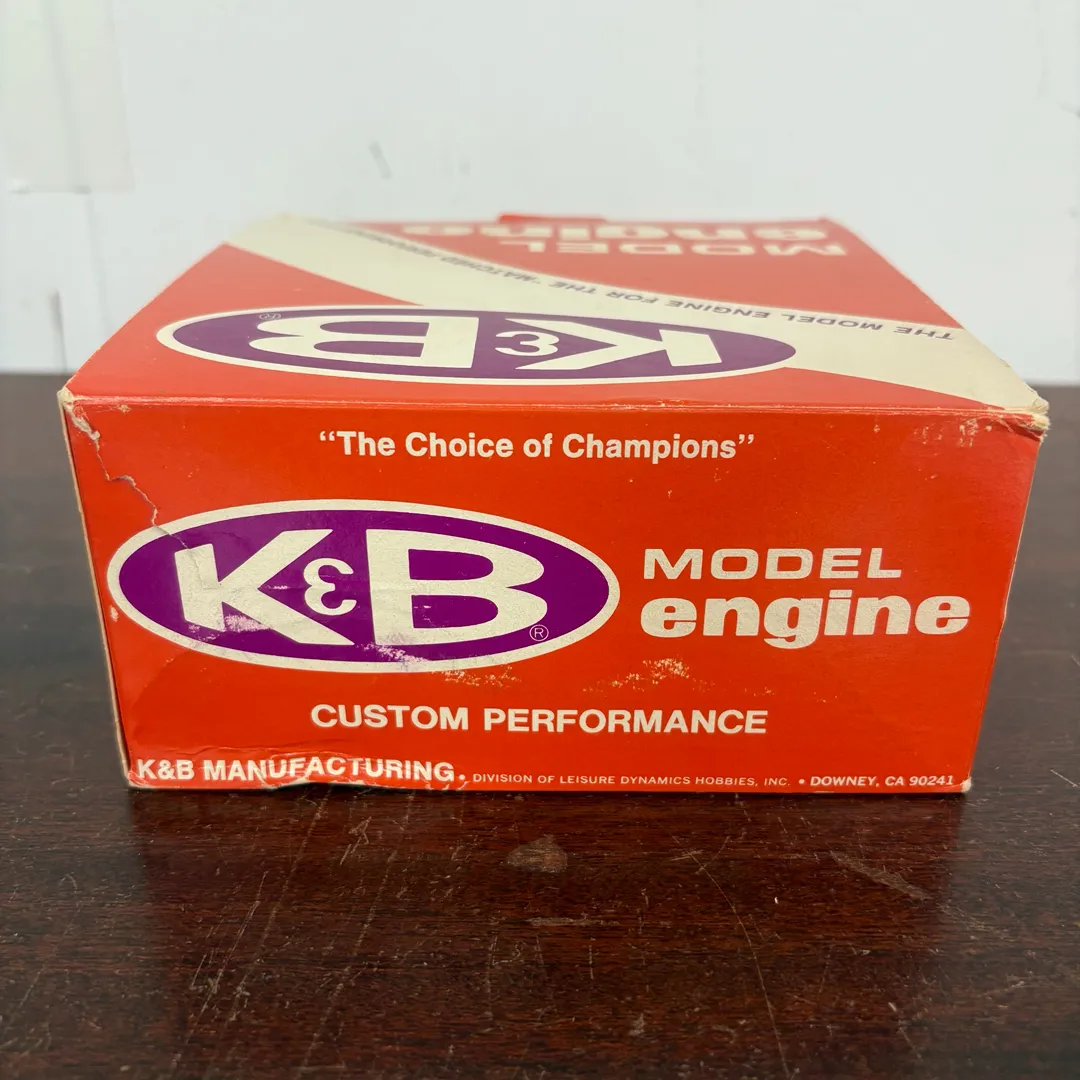 MODEL
engine
THE MODEL ENGINE FOR THE "MATCHED
K&B®
“The Choice of Champions”
K&B®
MODEL
engine
CUSTOM PERFORMANCE
K&B MANUFACTURING, DIVISION OF LEISURE DYNAMICS HOBBIES, INC. • DOWNEY, CA 90241